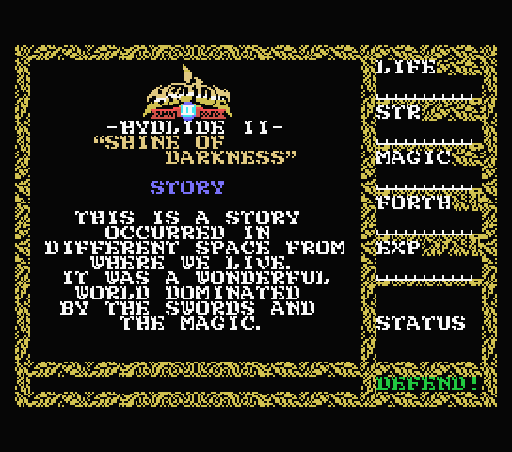 -HYDLIDE II-
"SHINE OF
DARKNESS"
STORY
THIS IS A STORY
OCCURRED IN
DIFFERENT SPACE FROM
WHERE WE LIVE.
IT WAS A WONDERFUL
WORLD DOMINATED
BY THE SWORDS AND
THE MAGIC.
LIFE
STR
MAGIC
FORTH
EXP
STATUS
DEFEND!